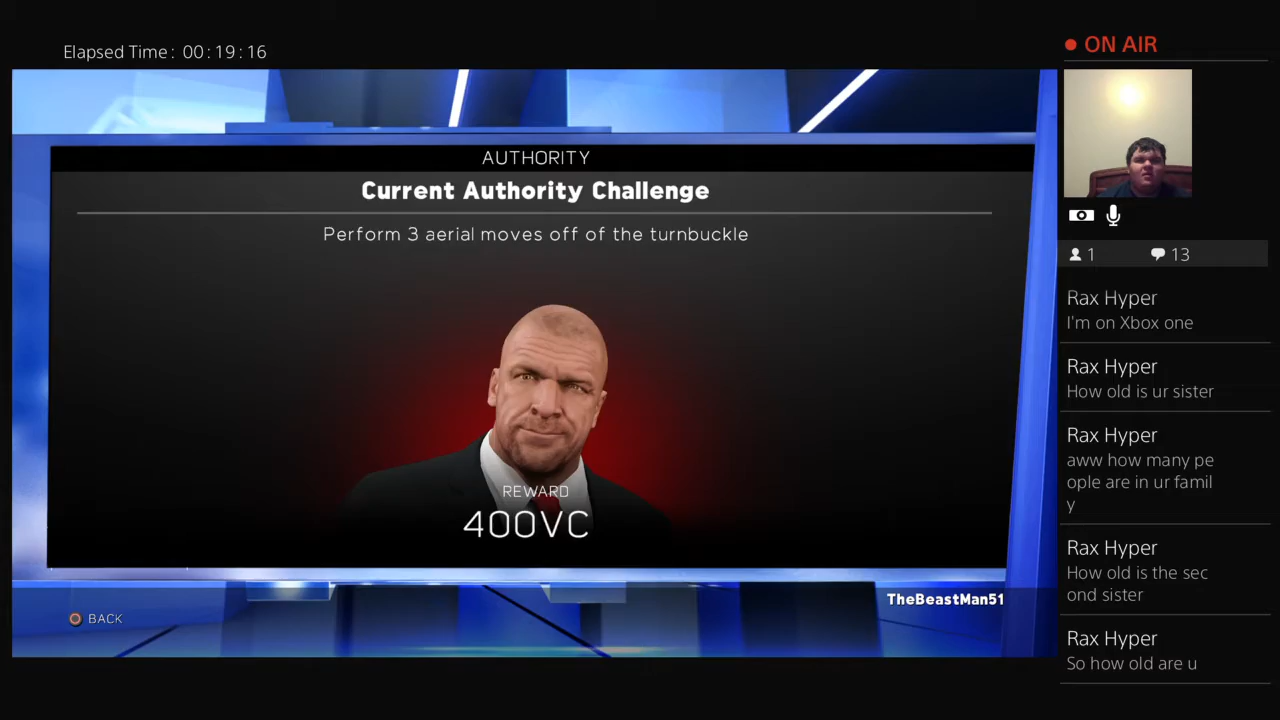 Elapsed Time: 00:19:16
ON AIR
AUTHORITY
Current Authority Challenge
Perform 3 aerial moves off of the turnbuckle
REWARD
400VC
BACK
TheBeastMan51
1 13
Rax Hyper
I'm on Xbox one
Rax Hyper
How old is ur sister
Rax Hyper
aww how many pe
ople are in ur famil
y
Rax Hyper
How old is the sec
ond sister
Rax Hyper
So how old are u